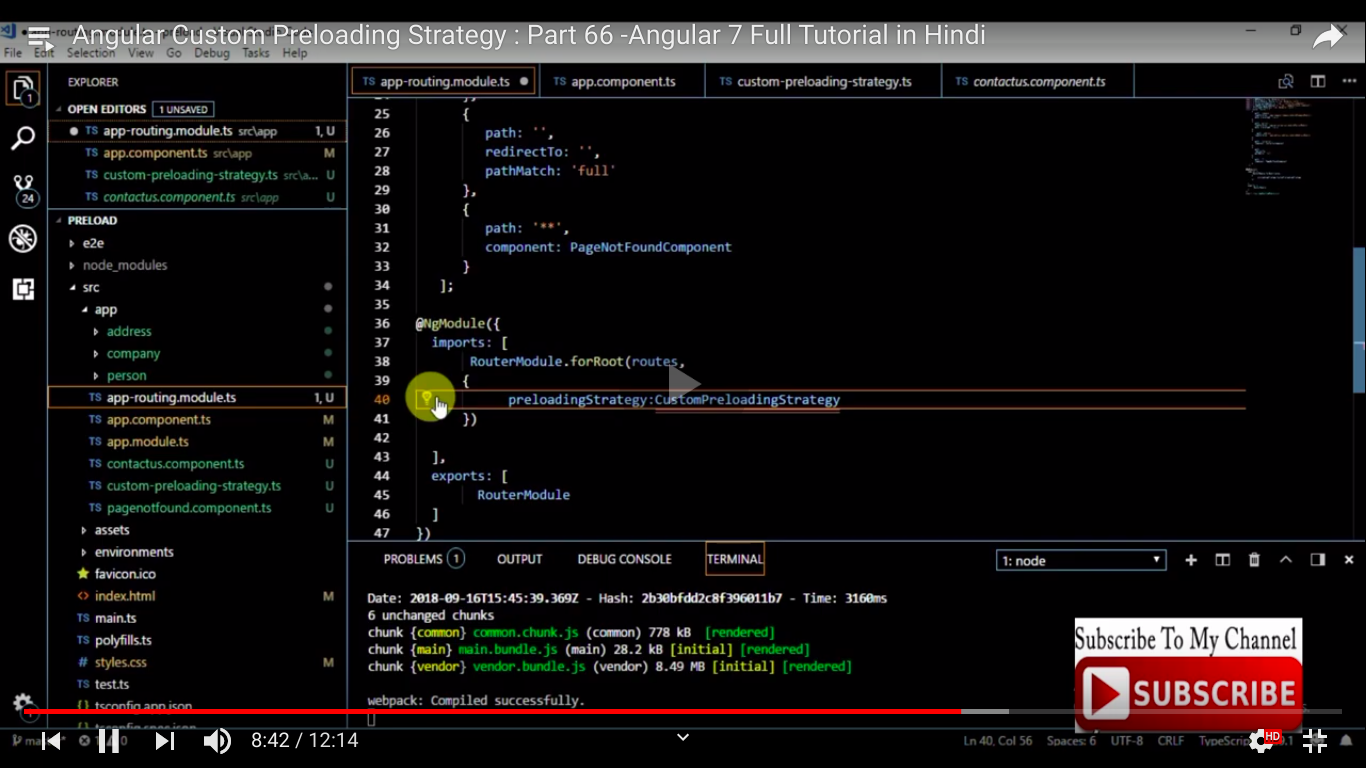 Angular Custom Preloading Strategy : Part 66 -Angular 7 Full Tutorial in Hindi
File Edit Selection View Go Debug Tasks Help
EXPLORER
OPEN EDITORS 1 UNSAVED
TS app-routing.module.ts src\app 1, U
TS app.component.ts src\app M
TS custom-preloading-strategy.ts src\a... U
TS contactus.component.ts src\app U
1
24
PRELOAD
e2e
node_modules
src
app
address
company
person
TS app-routing.module.ts 1, U
TS app.component.ts M
TS app.module.ts M
TS contactus.component.ts U
TS custom-preloading-strategy.ts U
TS pagenotfound.component.ts U
assets
environments
favicon.ico
<> index.html M
TS main.ts
TS polyfills.ts
# styles.css M
TS test.ts
{} tsconfig.app.json
TS app-routing.module.ts TS app.component.ts TS custom-preloading-strategy.ts TS contactus.component.ts
25 {
26 path: '',
27 redirectTo: '',
28 pathMatch: 'full'
29 },
30 {
31 path: '**',
32 component: PageNotFoundComponent
33 }
34 ];
35
36 @NgModule({
37 imports: [
38 RouterModule.forRoot(routes,
39 {
40 preloadingStrategy:CustomPreloadingStrategy
41 })
42
43 ],
44 exports: [
45 RouterModule
46 ]
47 })
PROBLEMS 1 OUTPUT DEBUG CONSOLE TERMINAL 1: node
Date: 2018-09-16T15:45:39.369Z - Hash: 2b30bfdd2c8f396011b7 - Time: 3160ms
6 unchanged chunks
chunk {common} common.chunk.js (common) 778 kB [rendered]
chunk {main} main.bundle.js (main) 28.2 kB [initial] [rendered]
chunk {vendor} vendor.bundle.js (vendor) 8.49 MB [initial] [rendered]
webpack: Compiled successfully.
Subscribe To My Channel
SUBSCRIBE
8:42 / 12:14
HD
Ln 40, Col 56 Spaces: 6 UTF-8 CRLF